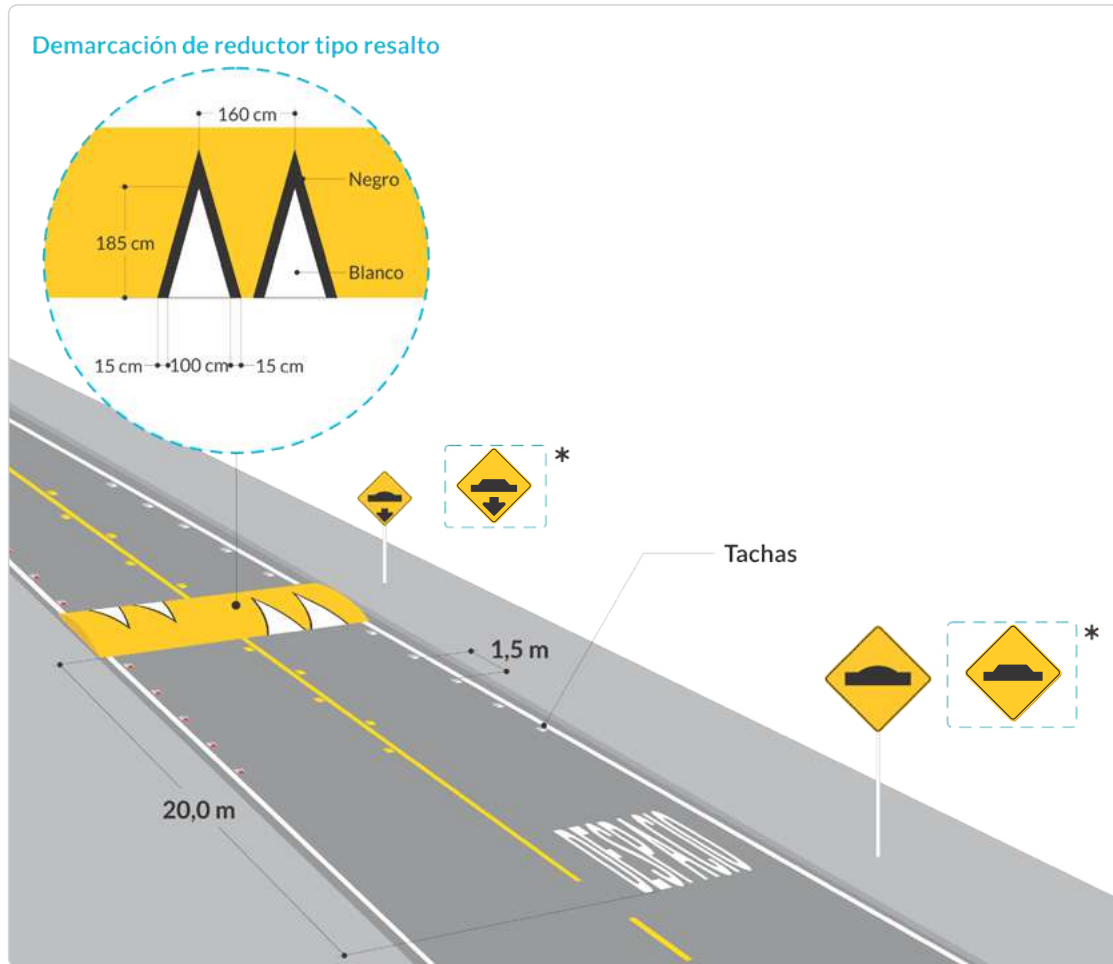 Demarcación de reductor tipo resalto
160 cm
Negro
185 cm
Blanco
15 cm 100 cm 15 cm
*
Tachas
*
1,5 m
20,0 m
DESPACIO